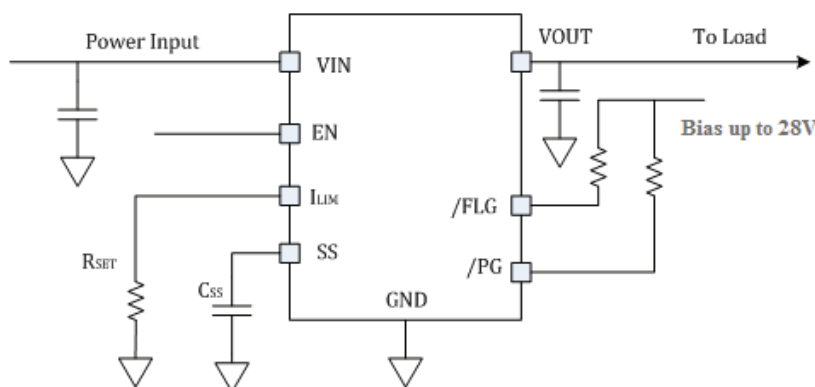 Power Input
VIN
VOUT
To Load
EN
Bias up to 28V
ILIM
/FLG
RSET
SS
CSS
/PG
GND